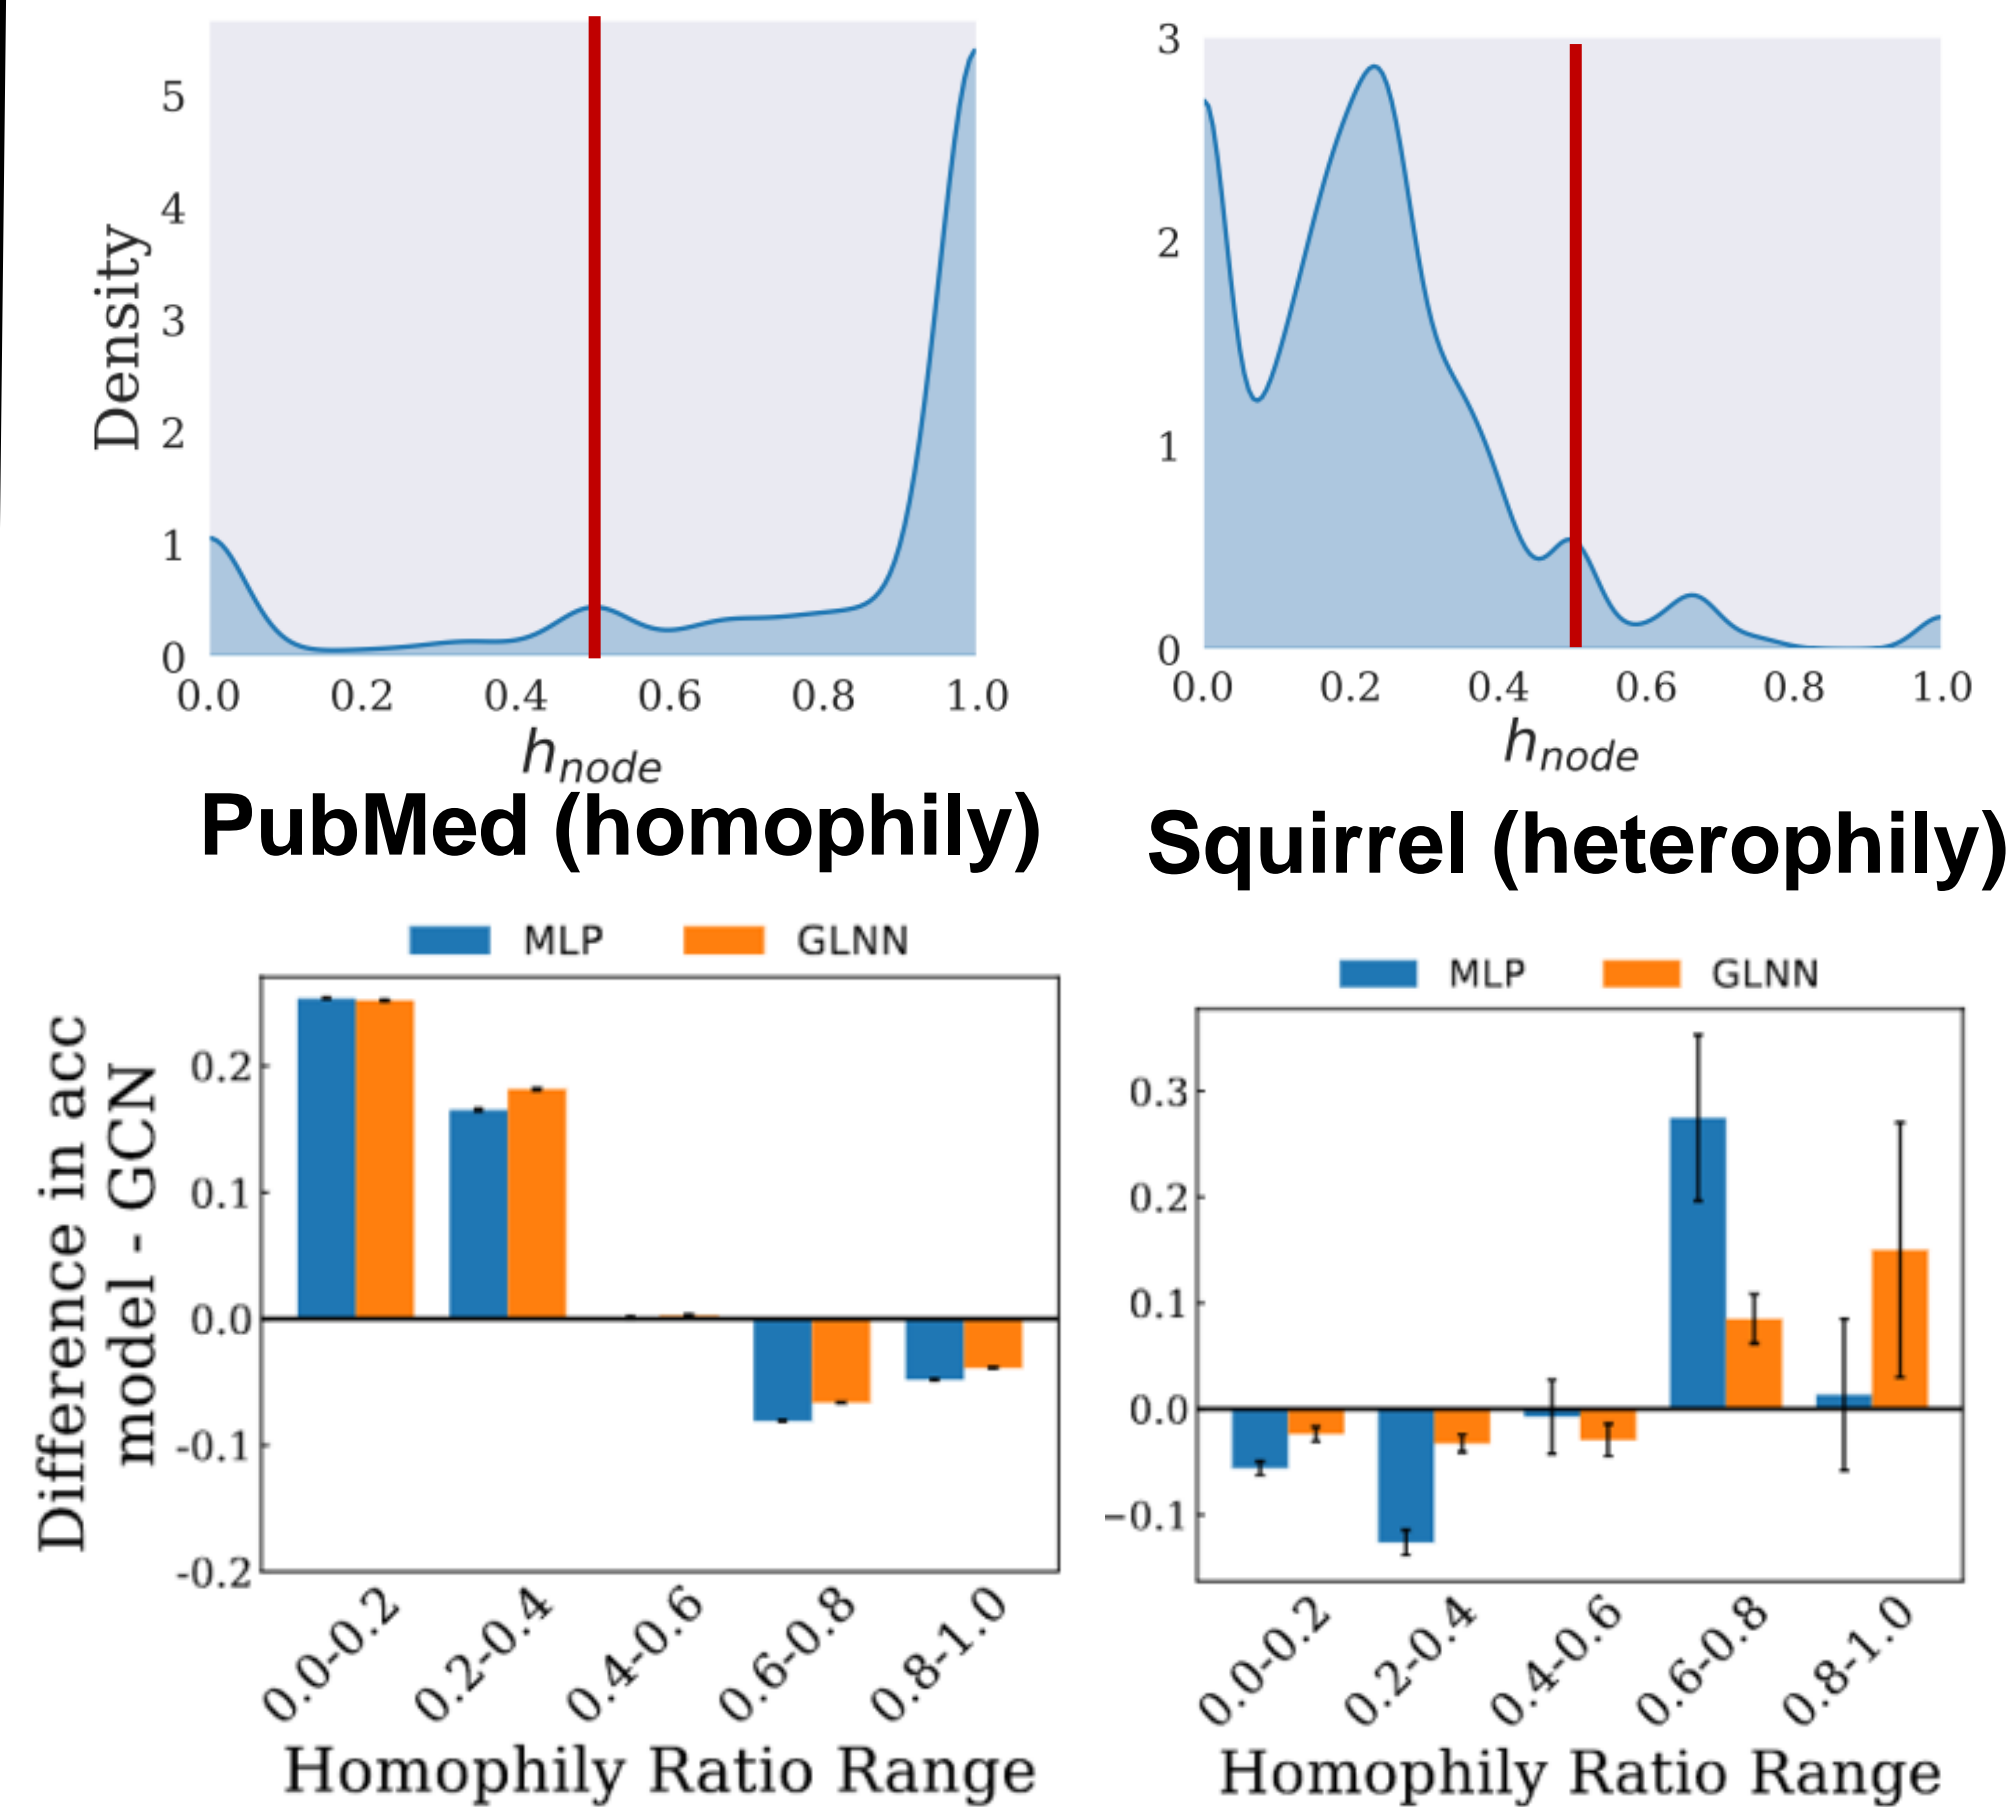 Density
5
4
3
2
1
0
0.0 0.2 0.4 0.6 0.8 1.0
h_node
PubMed (homophily)
3
2
1
0
0.0 0.2 0.4 0.6 0.8 1.0
h_node
Squirrel (heterophily)
MLP GLNN
Difference in acc
model - GCN
0.2
0.1
0.0
-0.1
-0.2
0.0-0.2 0.2-0.4 0.4-0.6 0.6-0.8 0.8-1.0
Homophily Ratio Range
MLP GLNN
0.3
0.2
0.1
0.0
−0.1
0.0-0.2 0.2-0.4 0.4-0.6 0.6-0.8 0.8-1.0
Homophily Ratio Range